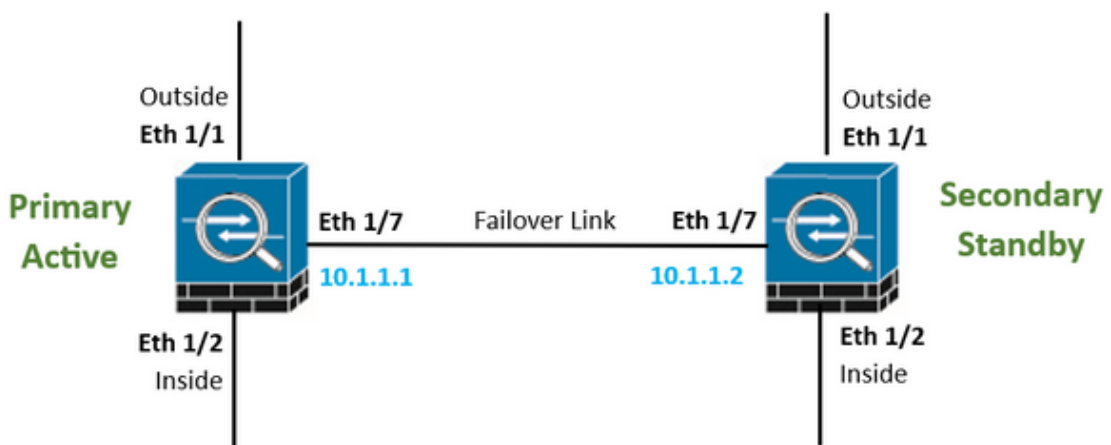 Outside
Eth 1/1
Outside
Eth 1/1
Primary
Active
Eth 1/7
Failover Link
Eth 1/7
10.1.1.1
10.1.1.2
Secondary
Standby
Eth 1/2
Inside
Eth 1/2
Inside